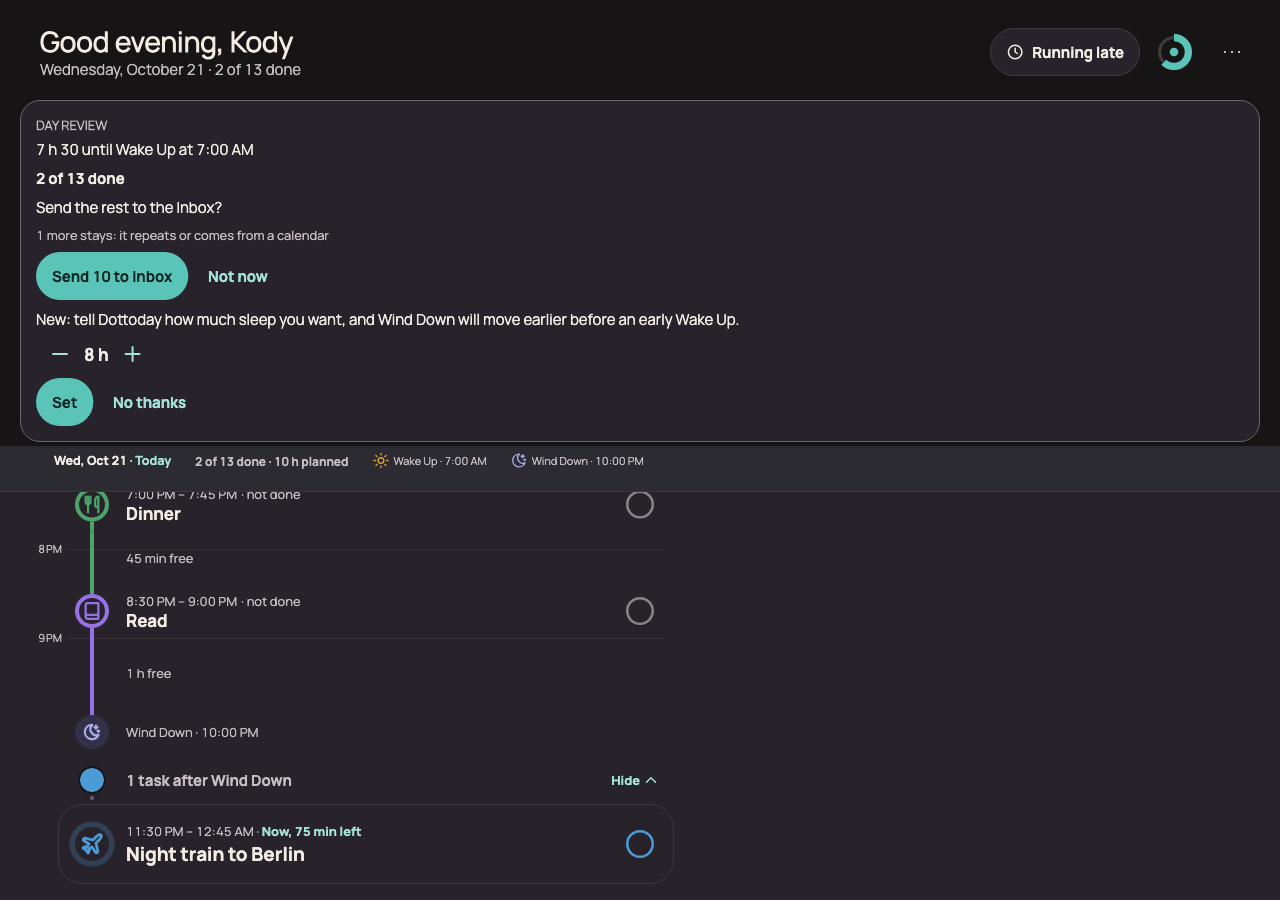 Good evening, Kody
Wednesday, October 21 · 2 of 13 done
Running late
DAY REVIEW
7 h 30 until Wake Up at 7:00 AM
2 of 13 done
Send the rest to the Inbox?
1 more stays: it repeats or comes from a calendar
Send 10 to Inbox
Not now
New: tell Dottoday how much sleep you want, and Wind Down will move earlier before an early Wake Up.
8 h
Set
No thanks
Wed, Oct 21 · Today
2 of 13 done · 10 h planned
Wake Up · 7:00 AM
Wind Down · 10:00 PM
7:00 PM – 7:45 PM · not done
Dinner
8PM
45 min free
8:30 PM – 9:00 PM · not done
Read
9PM
1 h free
Wind Down · 10:00 PM
1 task after Wind Down
Hide
11:30 PM – 12:45 AM · Now, 75 min left
Night train to Berlin